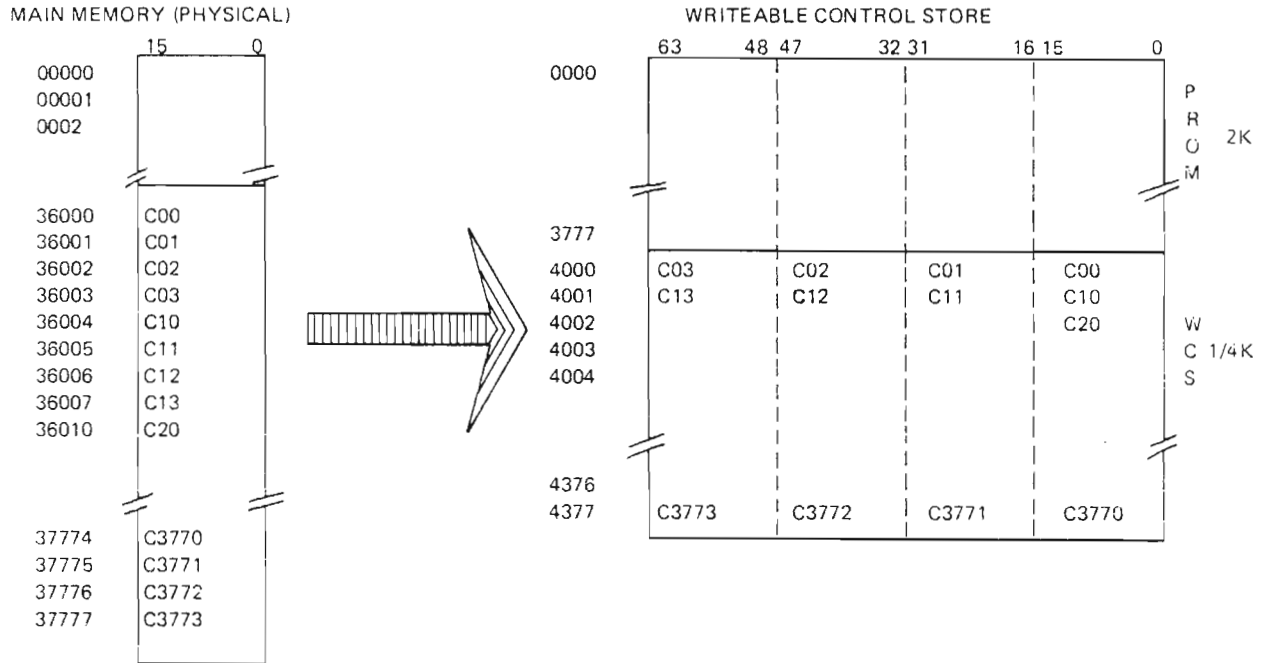 MAIN MEMORY (PHYSICAL)
WRITEABLE CONTROL STORE
15 0
63 48 47 32 31 16 15 0
00000
00001
0002
0000
P
R
O
M
2K
36000 C00
36001 C01
36002 C02
36003 C03
36004 C10
36005 C11
36006 C12
36007 C13
36010 C20
37774 C3770
37775 C3771
37776 C3772
37777 C3773
3777
4000 C03 C02 C01 C00
4001 C13 C12 C11 C10
4002 C20
4003
4004
4376
4377 C3773 C3772 C3771 C3770
W
C
S
1/4K